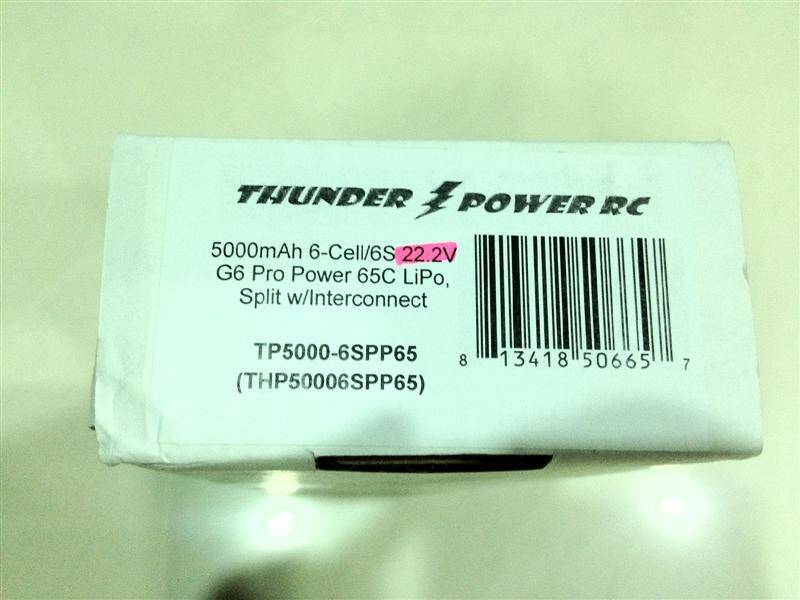 THUNDER POWER RC
5000mAh 6-Cell/6S 22.2V
G6 Pro Power 65C LiPo,
Split w/Interconnect
TP5000-6SPP65
(THP50006SPP65)
8 13418 50665 7